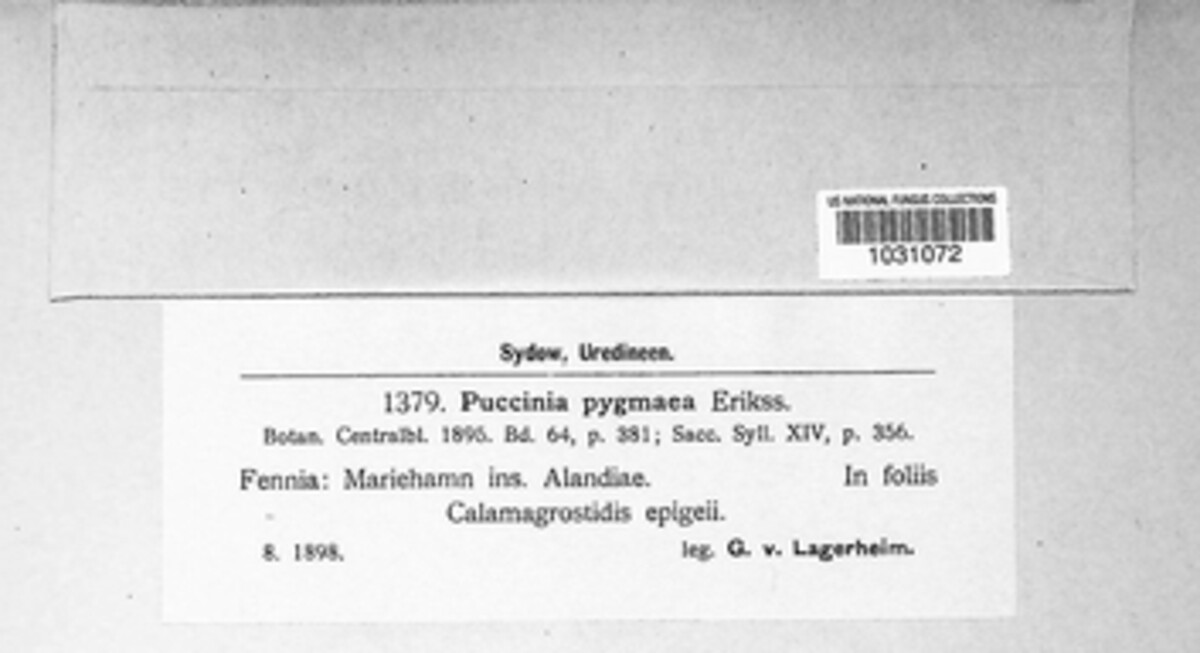 US NATIONAL FUNGUS COLLECTIONS
1031072
Sydow, Uredineen.
1379. Puccinia pygmaea Erikss.
Botan. Centralbl. 1895. Bd. 64, p. 381; Sacc. Syll. XIV, p. 356.
Fennia: Mariehamn ins. Alandiae. In foliis
Calamagrostidis epigeii.
8. 1898. leg. G. v. Lagerheim.